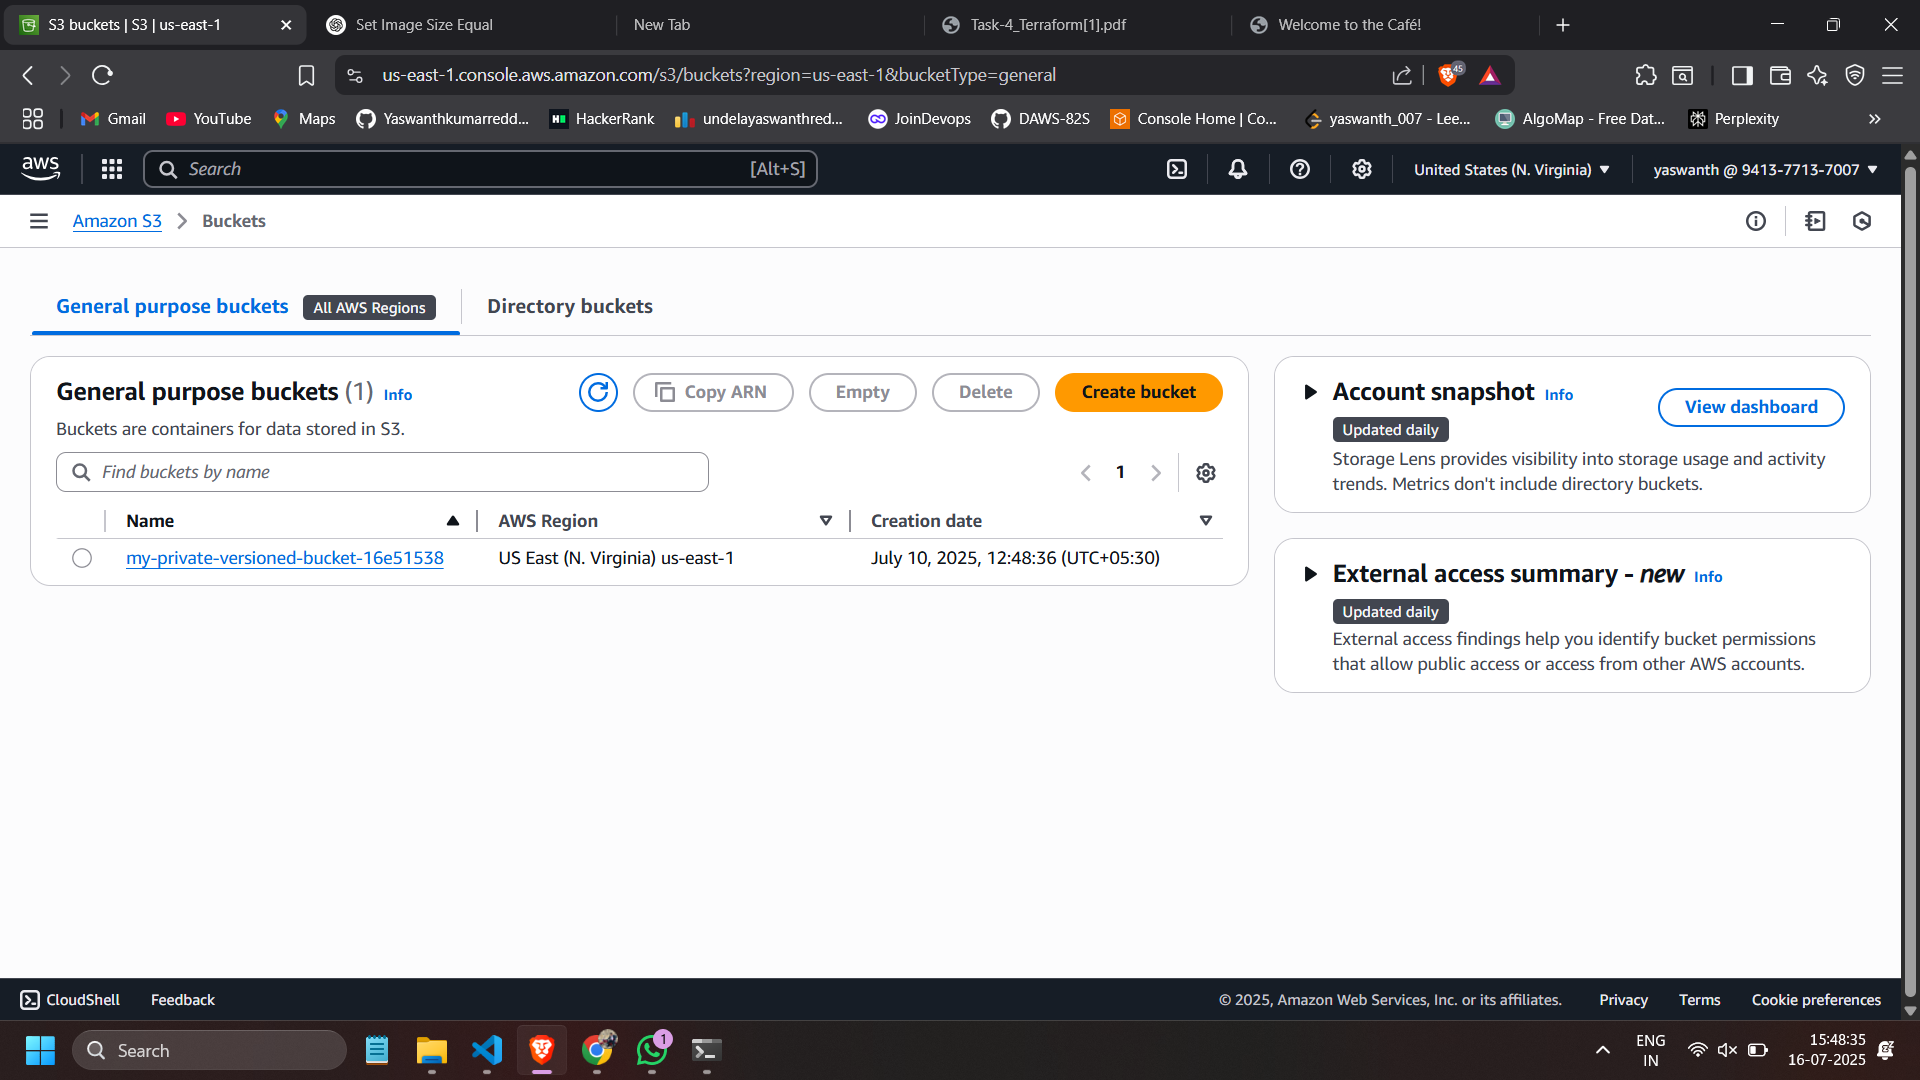 S3 buckets | S3 | us-east-1
Set Image Size Equal
New Tab
Task-4_Terraform[1].pdf
Welcome to the Café!
us-east-1.console.aws.amazon.com/s3/buckets?region=us-east-1&bucketType=general
45
Gmail
YouTube
Maps
Yaswanthkumarredd...
HackerRank
undelayaswanthred...
JoinDevops
DAWS-82S
Console Home | Co...
yaswanth_007 - Lee...
AlgoMap - Free Dat...
Perplexity
aws
Search
[Alt+S]
United States (N. Virginia)
yaswanth @ 9413-7713-7007
Amazon S3
Buckets
General purpose buckets
All AWS Regions
Directory buckets
General purpose buckets (1) Info
Copy ARN
Empty
Delete
Create bucket
Buckets are containers for data stored in S3.
Find buckets by name
1
Name
AWS Region
Creation date
my-private-versioned-bucket-16e51538
US East (N. Virginia) us-east-1
July 10, 2025, 12:48:36 (UTC+05:30)
Account snapshot Info
View dashboard
Updated daily
Storage Lens provides visibility into storage usage and activity
trends. Metrics don't include directory buckets.
External access summary - new Info
Updated daily
External access findings help you identify bucket permissions
that allow public access or access from other AWS accounts.
CloudShell
Feedback
© 2025, Amazon Web Services, Inc. or its affiliates.
Privacy
Terms
Cookie preferences
Search
1
ENG
IN
15:48:35
16-07-2025